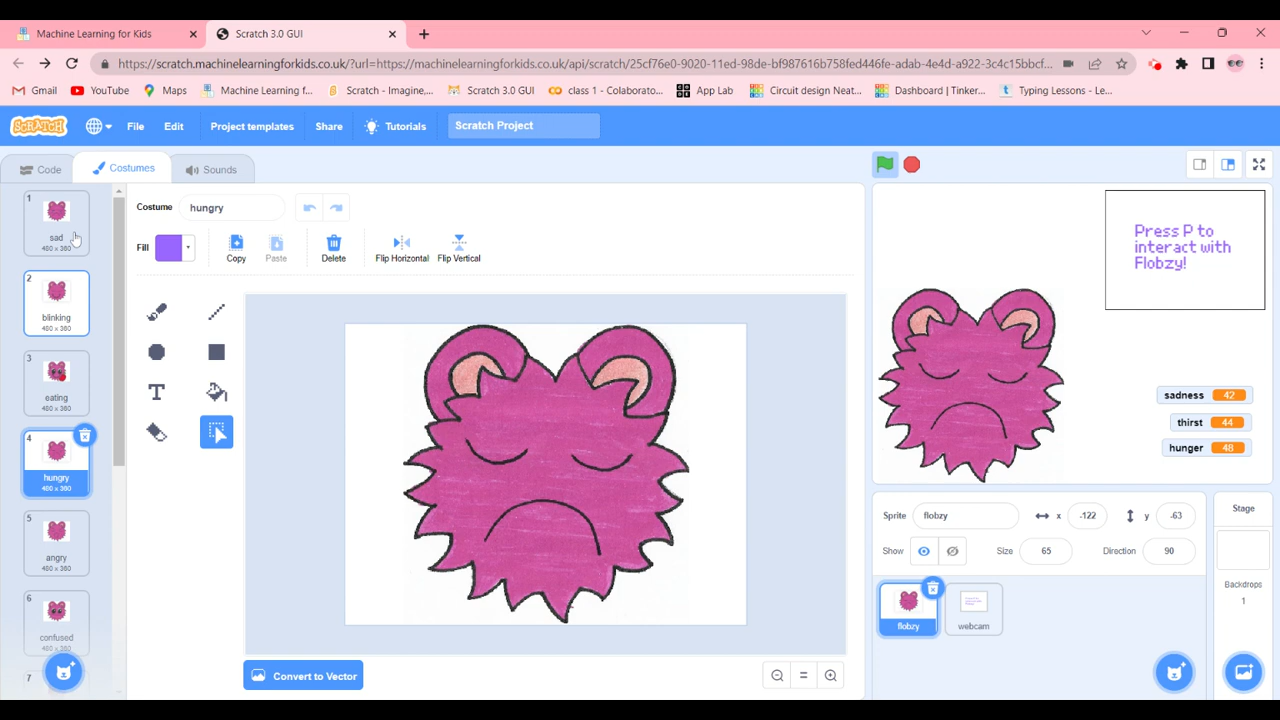 Machine Learning for Kids
Scratch 3.0 GUI
https://scratch.machinelearningforkids.co.uk/?url=https://machinelearningforkids.co.uk/api/scratch/25cf76e0-9020-11ed-98de-bf987616b758fed446fe-adab-4e4d-a922-3c4c15bbcf...
Gmail
YouTube
Maps
Machine Learning f...
Scratch - Imagine,...
Scratch 3.0 GUI
class 1 - Collaborato...
App Lab
Circuit design Neat...
Dashboard | Tinker...
Typing Lessons - Le...
SCRATCH
File
Edit
Project templates
Share
Tutorials
Scratch Project
Code
Costumes
Sounds
1
sad
480 x 360
2
blinking
480 x 360
3
eating
480 x 360
4
hungry
480 x 360
5
angry
480 x 360
6
confused
480 x 360
7
Costume
hungry
Fill
Copy
Paste
Delete
Flip Horizontal
Flip Vertical
T
Convert to Vector
Press P to
interact with
Flobzy!
sadness 42
thirst 44
hunger 48
Sprite
flobzy
x
-122
y
-63
Show
Size
65
Direction
90
flobzy
webcam
Stage
Backdrops
1